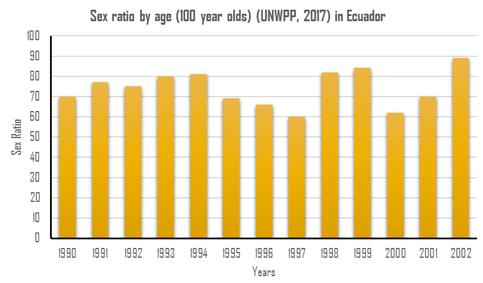 Sex ratio by age (100 year olds) (UNWPP, 2017) in Ecuador
100
90
80
70
60
50
40
30
20
10
0
Sex Ratio
1990 1991 1992 1993 1994 1995 1996 1997 1998 1999 2000 2001 2002
Years